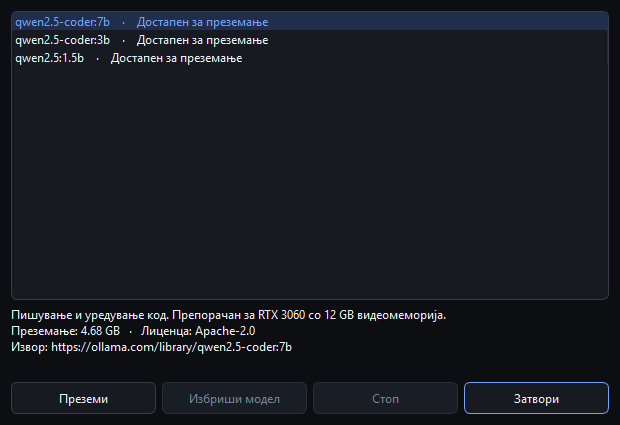 qwen2.5-coder:7b · Достапен за преземање
qwen2.5-coder:3b · Достапен за преземање
qwen2.5:1.5b · Достапен за преземање
Пишување и уредување код. Препорачан за RTX 3060 со 12 GB видеомеморија.
Преземање: 4.68 GB · Лиценца: Apache-2.0
Извор: https://ollama.com/library/qwen2.5-coder:7b
Преземи Избриши модел Стоп Затвори